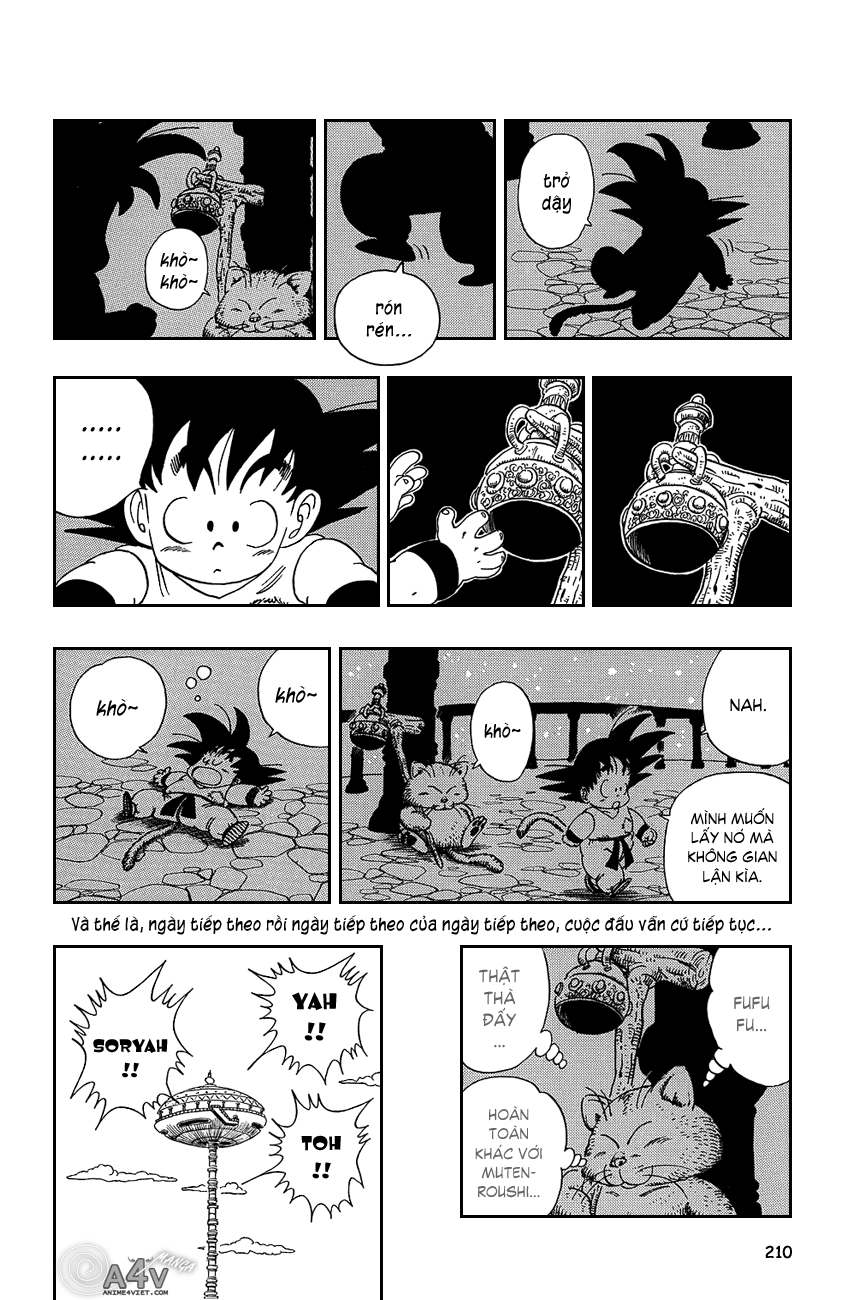 trở
dậy
rón
rén...
khò~
khò~
.....
.....
NAH.
MÌNH MUỐN
LẤY NÓ MÀ
KHÔNG GIAN
LẬN KÌA.
khò~
khò~
khò~
Và thế là, ngày tiếp theo rồi ngày tiếp theo của ngày tiếp theo, cuộc đấu vẫn cứ tiếp tục...
FUFU
FU...
THẬT
THÀ
ĐẤY
...
HOÀN
TOÀN
KHÁC VỚI
MUTEN-
ROUSHI...
YAH
!!
SORYAH
!!
TOH
!!
210
A4V
MANGA
ANIME4VIET.COM